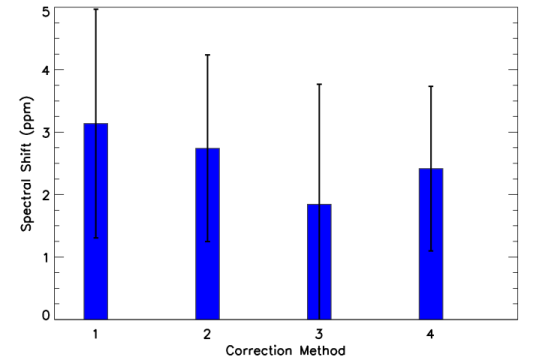 5
4
3
2
1
0
Spectral Shift (ppm)
1 2 3 4
Correction Method